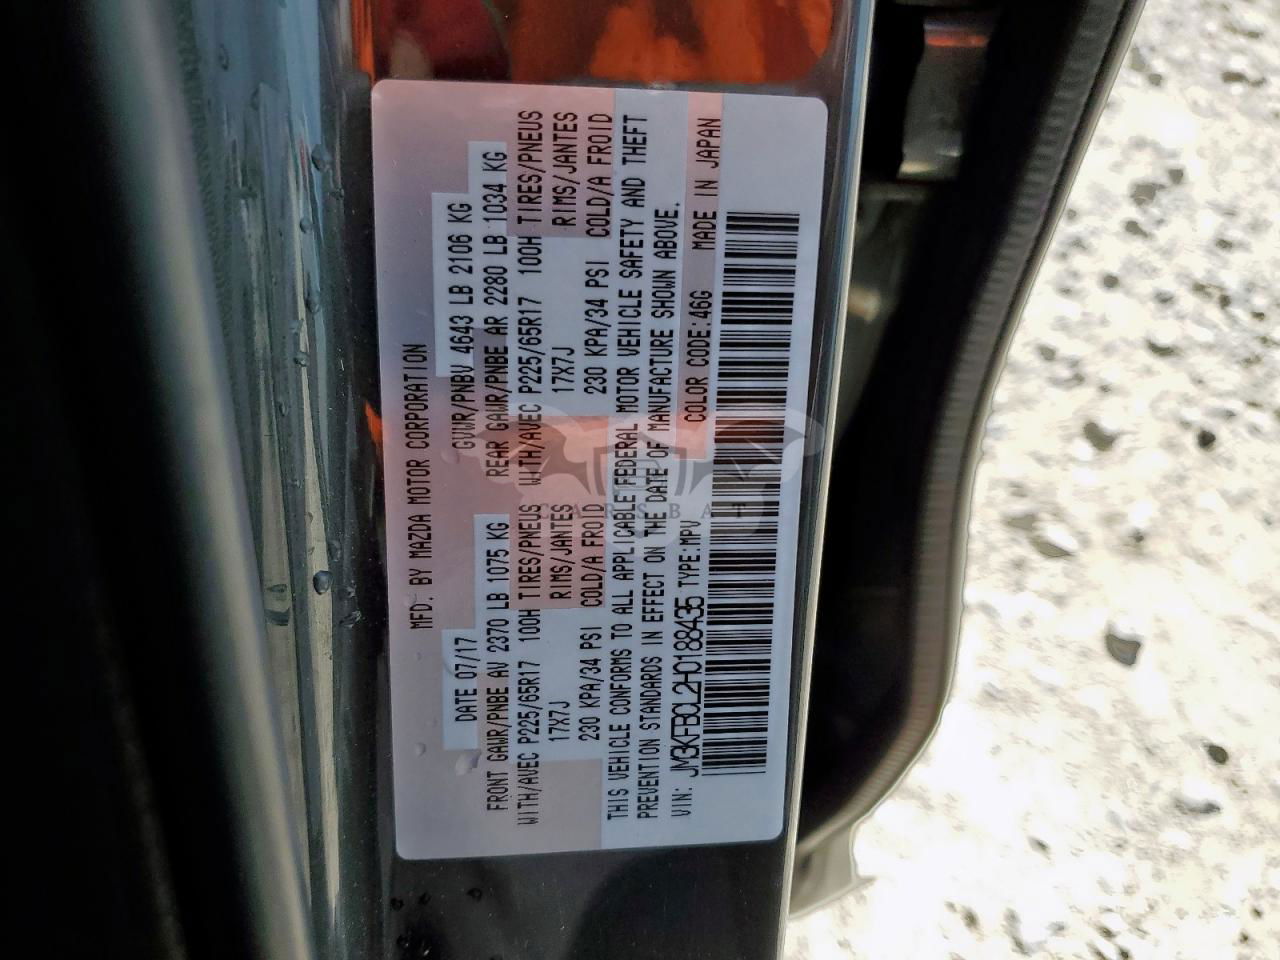 MFD. BY MAZDA MOTOR CORPORATION
DATE 07/17 GVWR/PNBV 4643 LB 2106 KG
FRONT GAWR/PNBE AV 2370 LB 1075 KG REAR GAWR/PNBE AR 2280 LB 1034 KG
WITH/AVEC P225/65R17 100H TIRES/PNEUS WITH/AVEC P225/65R17 100H TIRES/PNEUS
17X7J RIMS/JANTES 17X7J RIMS/JANTES
230 KPA/34 PSI COLD/A FROID 230 KPA/34 PSI COLD/A FROID
THIS VEHICLE CONFORMS TO ALL APPLICABLE FEDERAL MOTOR VEHICLE SAFETY AND THEFT
PREVENTION STANDARDS IN EFFECT ON THE DATE OF MANUFACTURE SHOWN ABOVE.
VIN: JM3KFBCL2H0188435 TYPE:MPV COLOR CODE:46G MADE IN JAPAN
CARSBAT